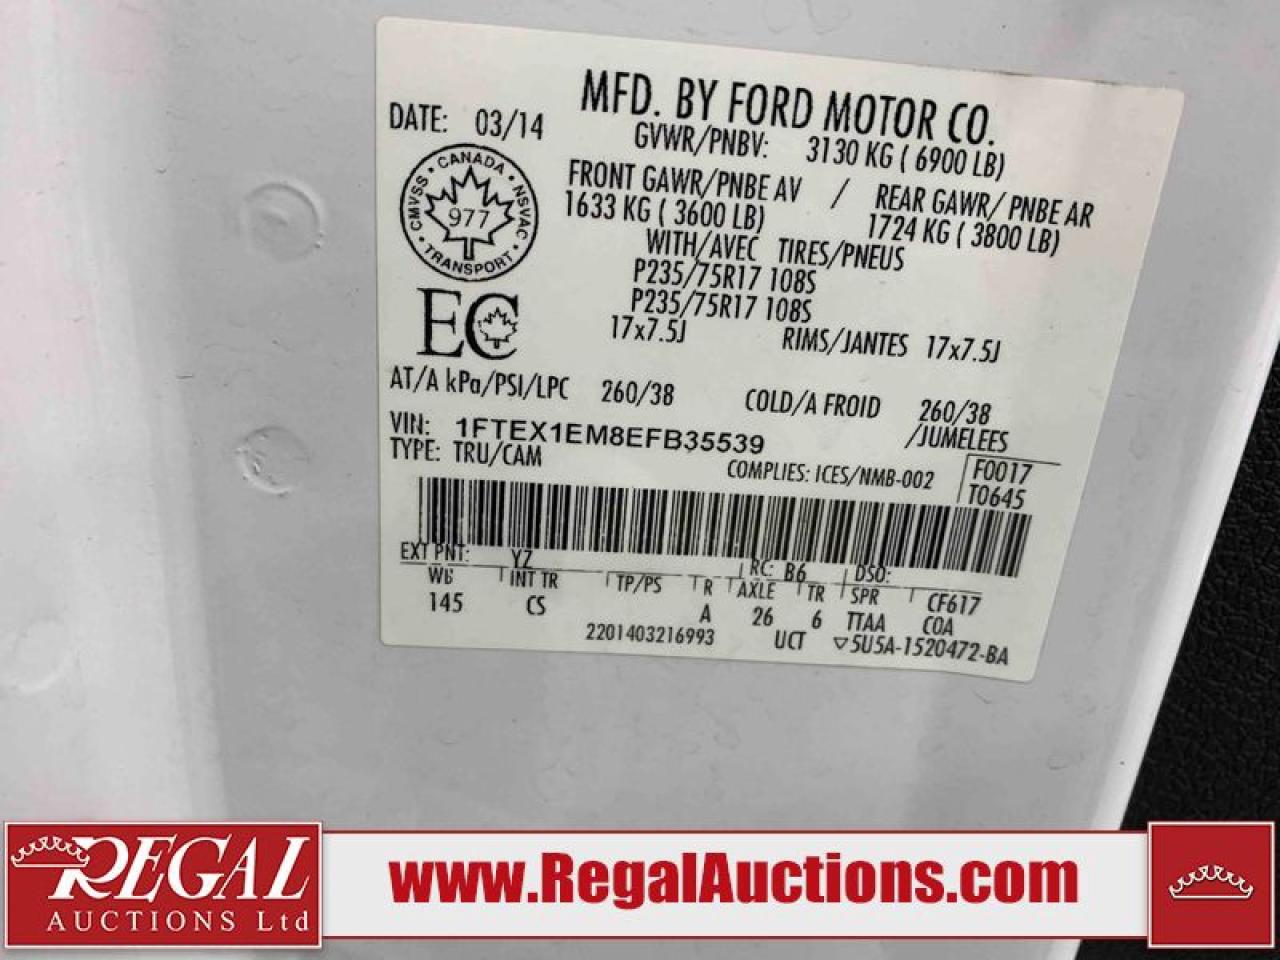 MFD. BY FORD MOTOR CO.
DATE: 03/14
GVWR/PNBV: 3130 KG ( 6900 LB)
FRONT GAWR/PNBE AV / REAR GAWR/ PNBE AR
1633 KG ( 3600 LB) 1724 KG ( 3800 LB)
CMVSS • CANADA • NSVAC • TRANSPORT •
977
WITH/AVEC TIRES/PNEUS
P235/75R17 108S
P235/75R17 108S
EC
17x7.5J RIMS/JANTES 17x7.5J
AT/A kPa/PSI/LPC 260/38 COLD/A FROID 260/38
VIN: 1FTEX1EM8EFB35539 /JUMELEES
TYPE: TRU/CAM COMPLIES: ICES/NMB-002 F0017
T0645
EXT PNT: YZ RC: B6 DSO:
WB INT TR TP/PS R AXLE TR SPR CF617
145 CS A 26 6 TTAA COA
2201403216993 UCT 5U5A-1520472-BA
REGAL
AUCTIONS Ltd
www.RegalAuctions.com